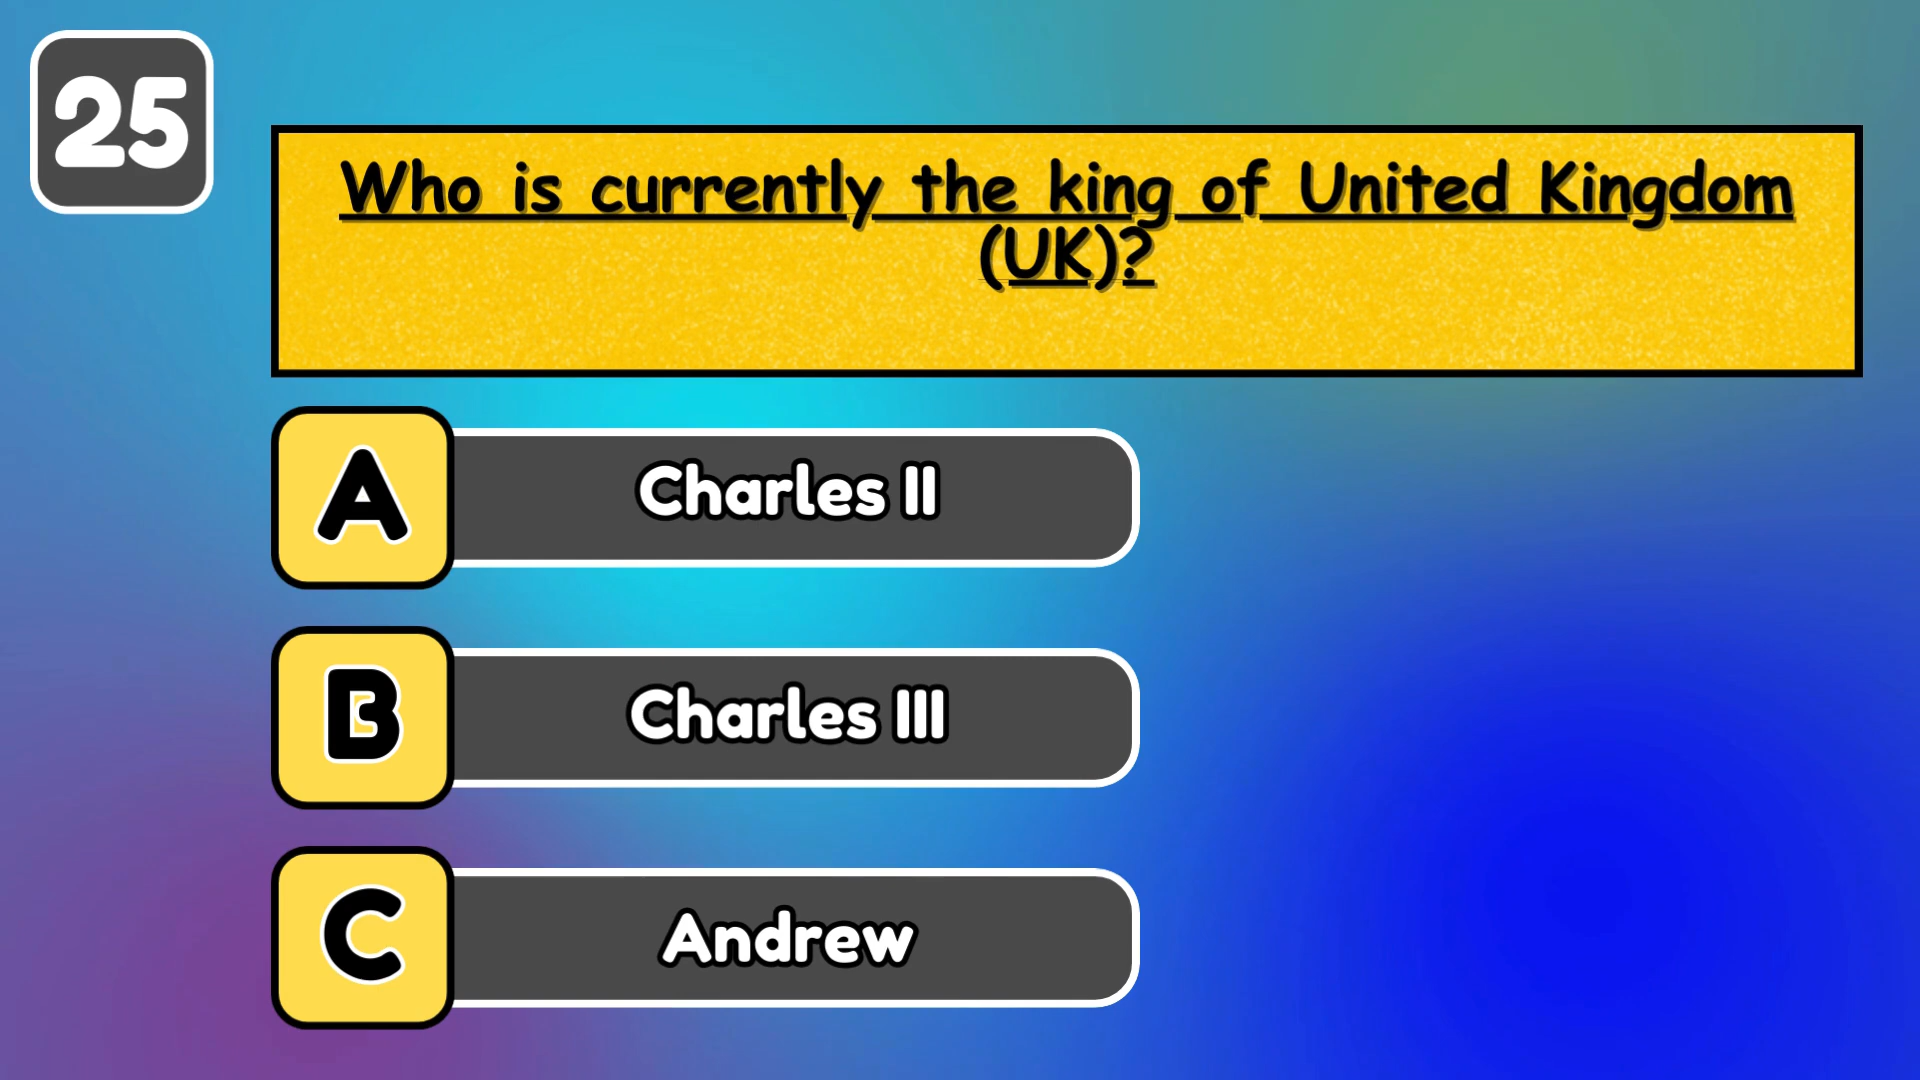 25
Who is currently the king of United Kingdom
(UK)?
A
Charles II
B
Charles III
C
Andrew